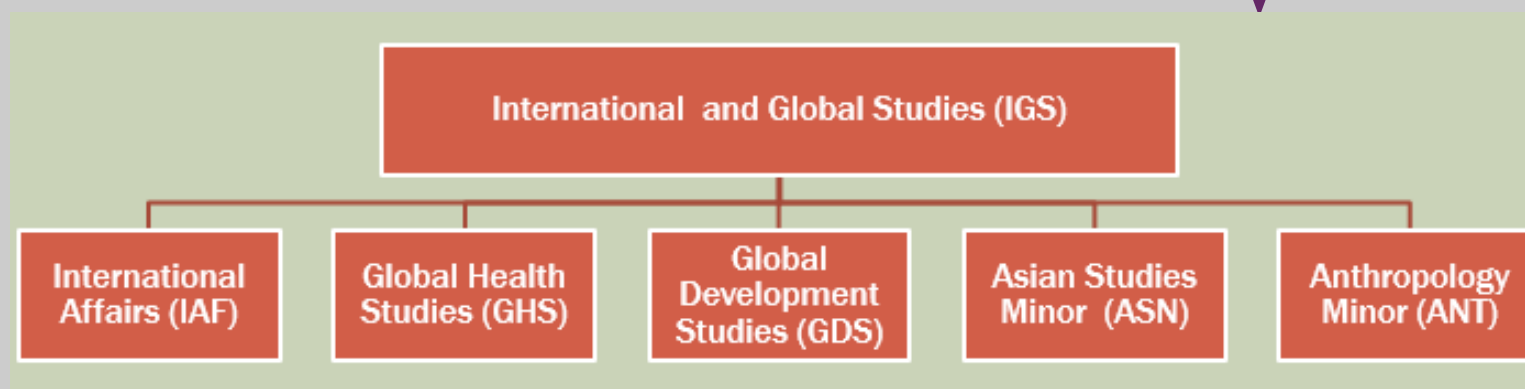 International and Global Studies (IGS)
International
Affairs (IAF)
Global Health
Studies (GHS)
Global
Development
Studies (GDS)
Asian Studies
Minor (ASN)
Anthropology
Minor (ANT)